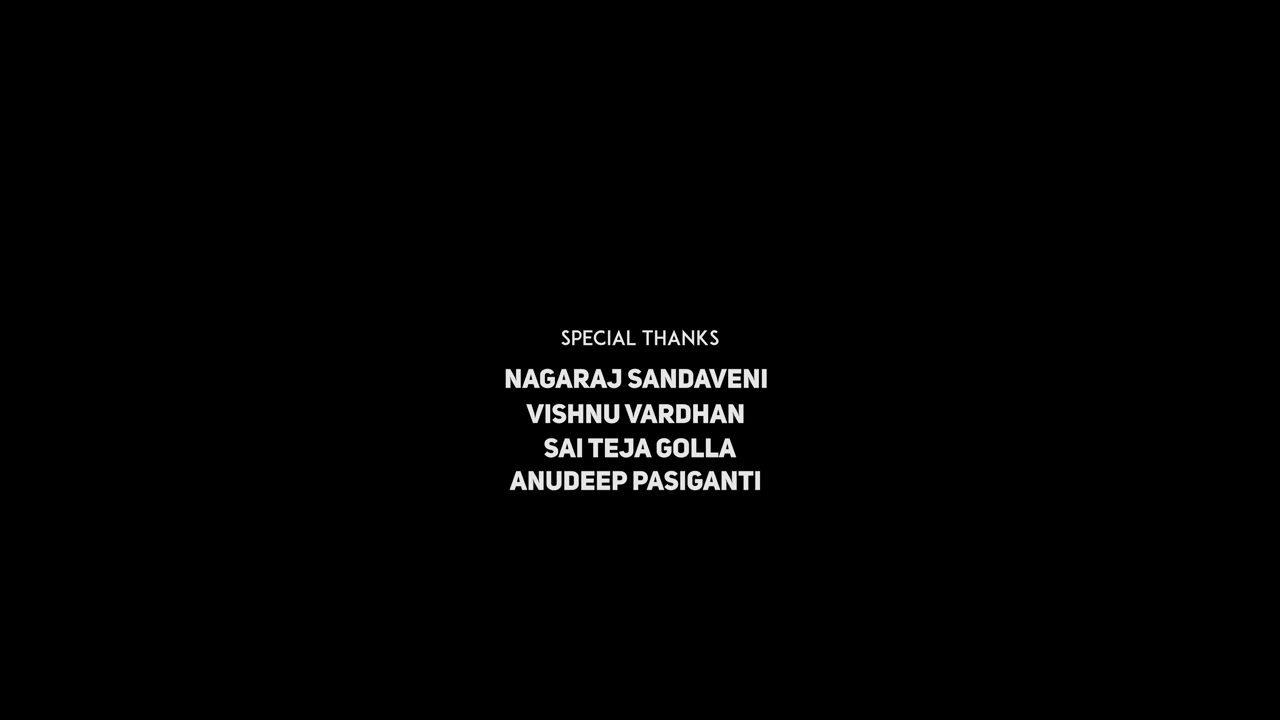 SPECIAL THANKS
NAGARAJ SANDAVENI
VISHNU VARDHAN
SAI TEJA GOLLA
ANUDEEP PASIGANTI